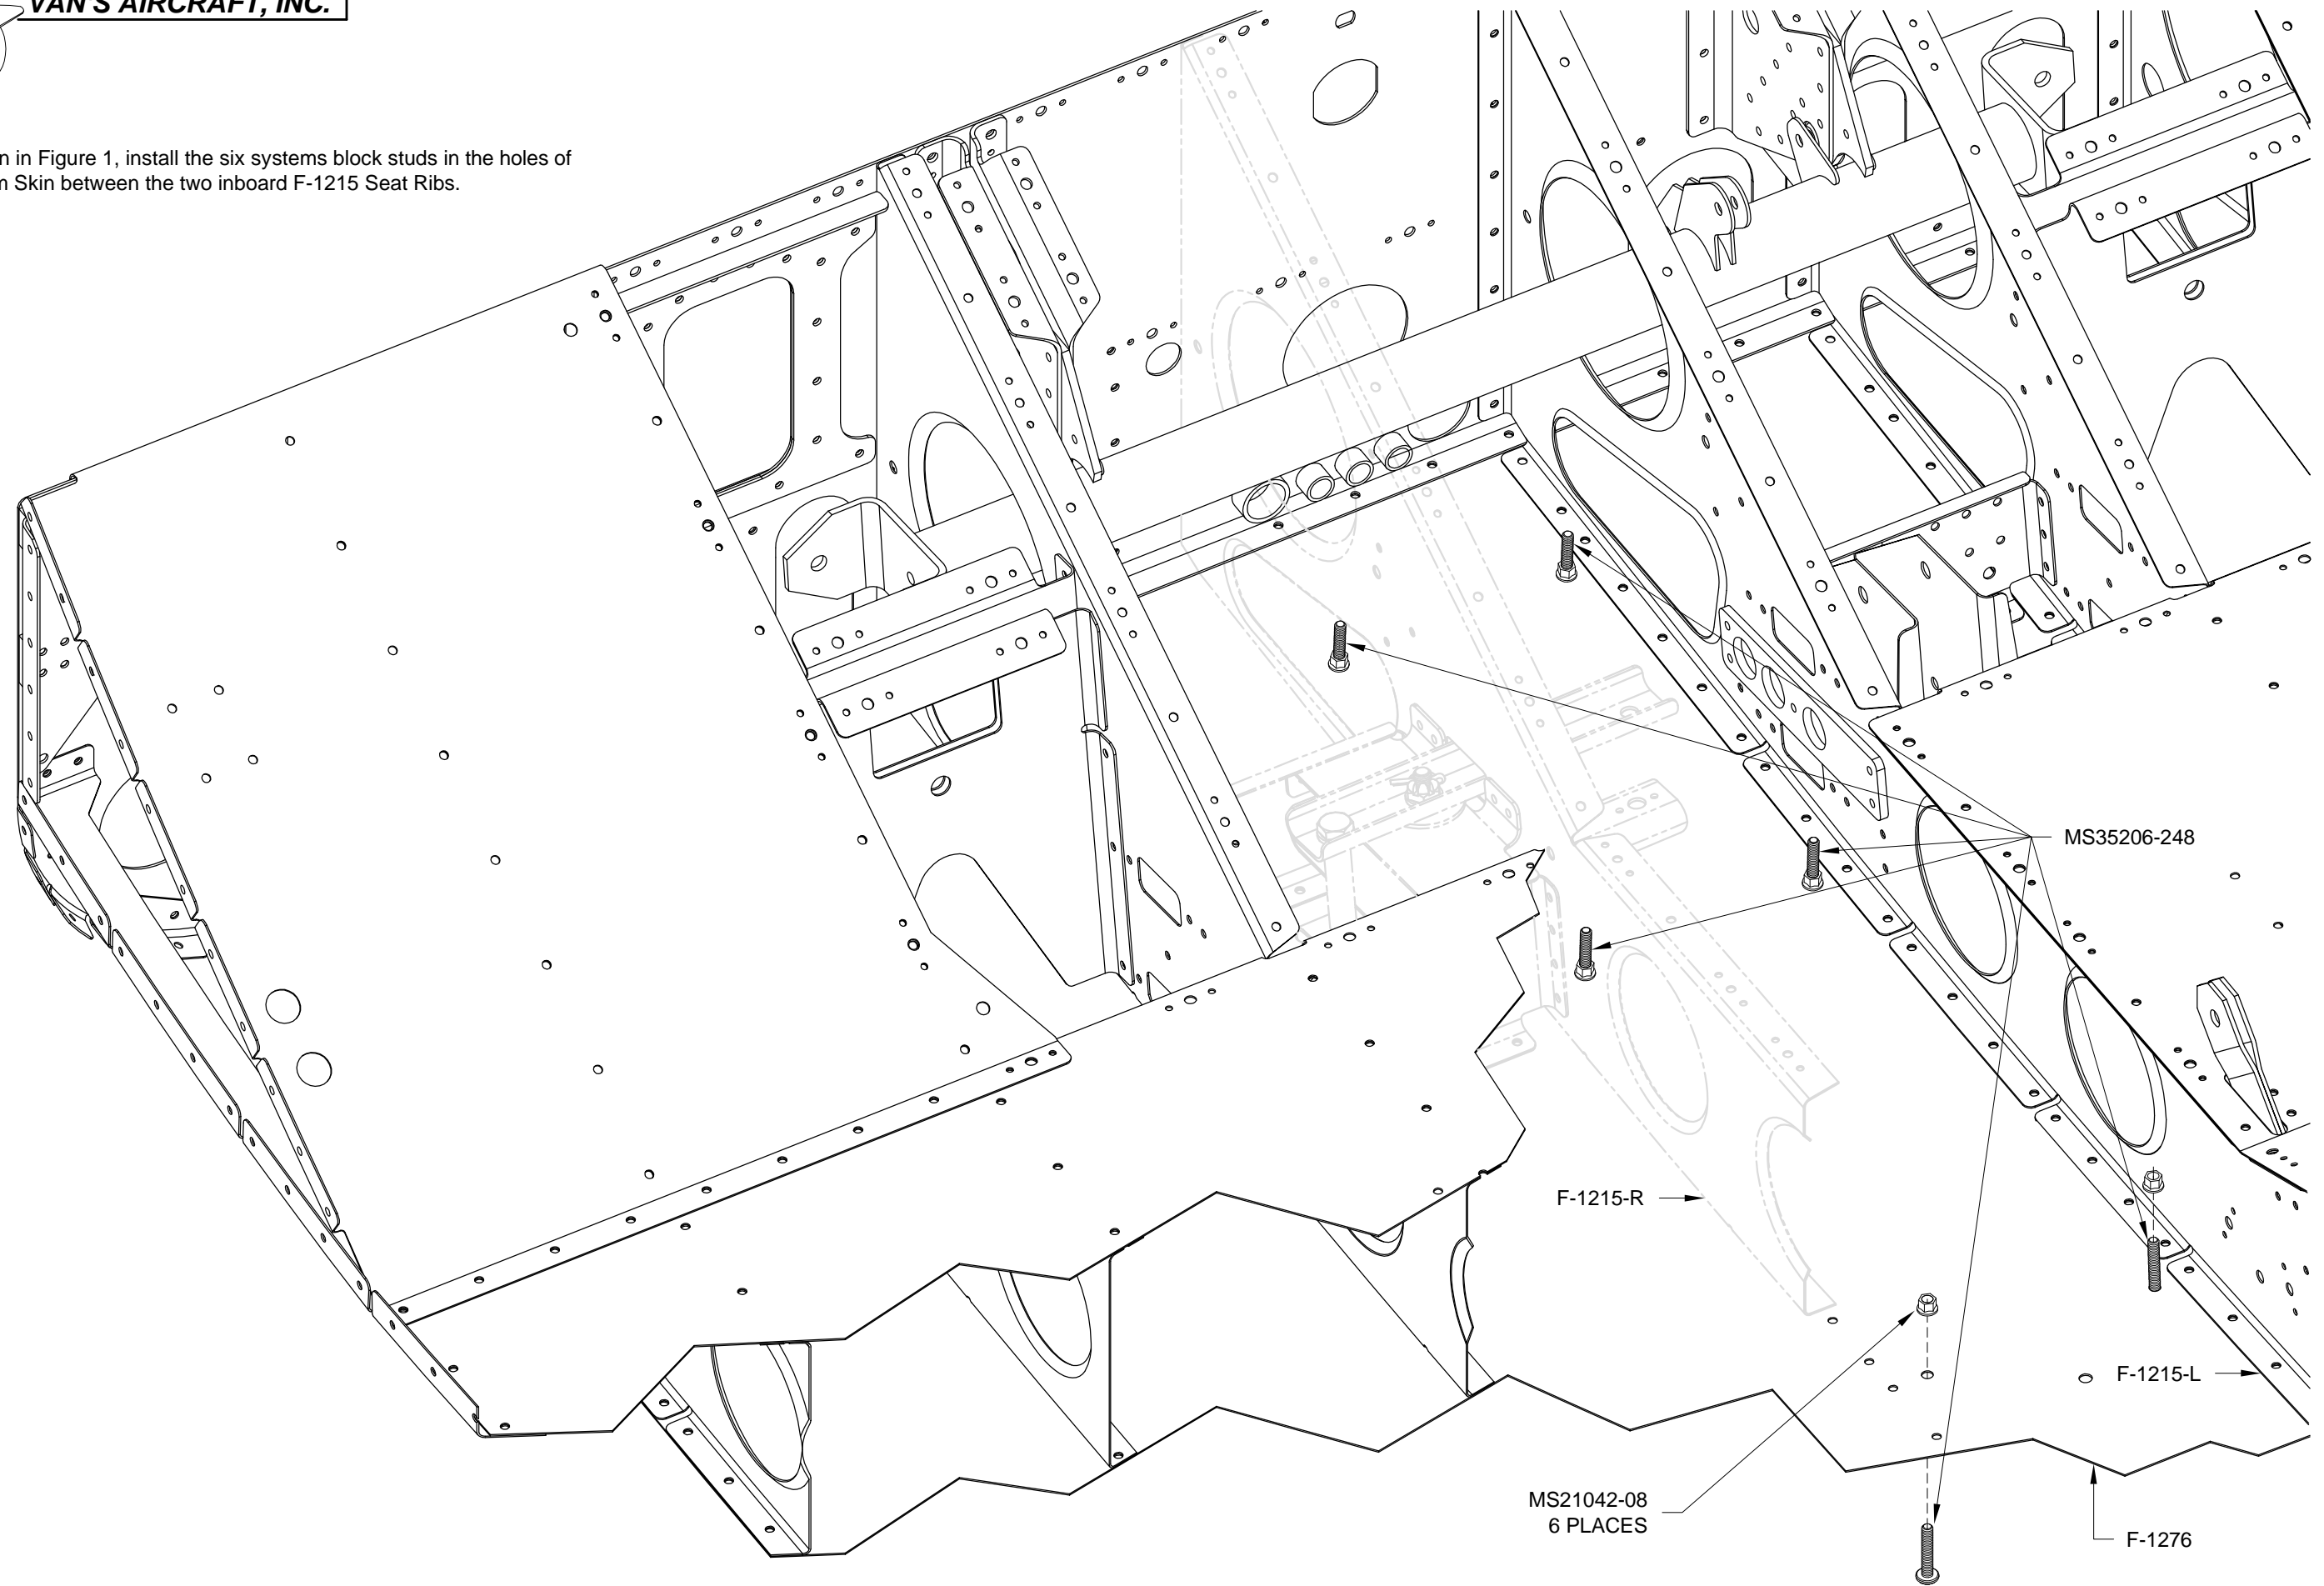 VAN'S AIRCRAFT, INC.
in Figure 1, install the six systems block studs in the holes of
Skin between the two inboard F-1215 Seat Ribs.
MS35206-248
F-1215-R
F-1215-L
MS21042-08
6 PLACES
F-1276